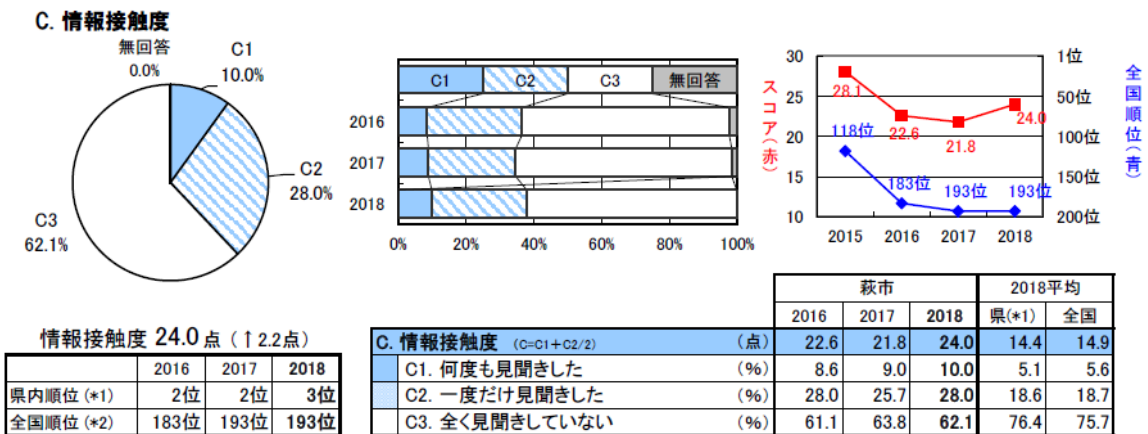 C. 情報接触度
無回答
0.0%
C1
10.0%
C2
28.0%
C3
62.1%
C1 C2 C3 無回答
2016
2017
2018
0% 20% 40% 60% 80% 100%
スコア(赤)
全国順位(青)
30
25
20
15
10
1位
50位
100位
150位
200位
28.1
22.6
21.8
24.0
118位
183位
193位
193位
2015 2016 2017 2018
情報接触度 24.0点 (↑2.2点)
2016 2017 2018
県内順位 (*1) 2位 2位 3位
全国順位 (*2) 183位 193位 193位
萩市 2018平均
2016 2017 2018 県(*1) 全国
C. 情報接触度 (C=C1+C2/2) (点) 22.6 21.8 24.0 14.4 14.9
C1. 何度も見聞きした (%) 8.6 9.0 10.0 5.1 5.6
C2. 一度だけ見聞きした (%) 28.0 25.7 28.0 18.6 18.7
C3. 全く見聞きしていない (%) 61.1 63.8 62.1 76.4 75.7